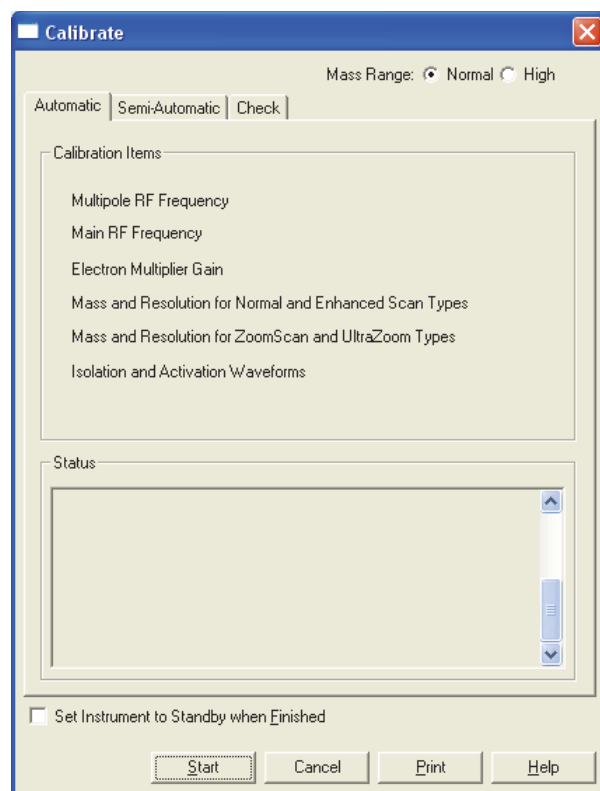 Calibrate
Mass Range: Normal High
Automatic Semi-Automatic Check
Calibration Items
Multipole RF Frequency
Main RF Frequency
Electron Multiplier Gain
Mass and Resolution for Normal and Enhanced Scan Types
Mass and Resolution for ZoomScan and UltraZoom Types
Isolation and Activation Waveforms
Status
Set Instrument to Standby when Finished
Start Cancel Print Help